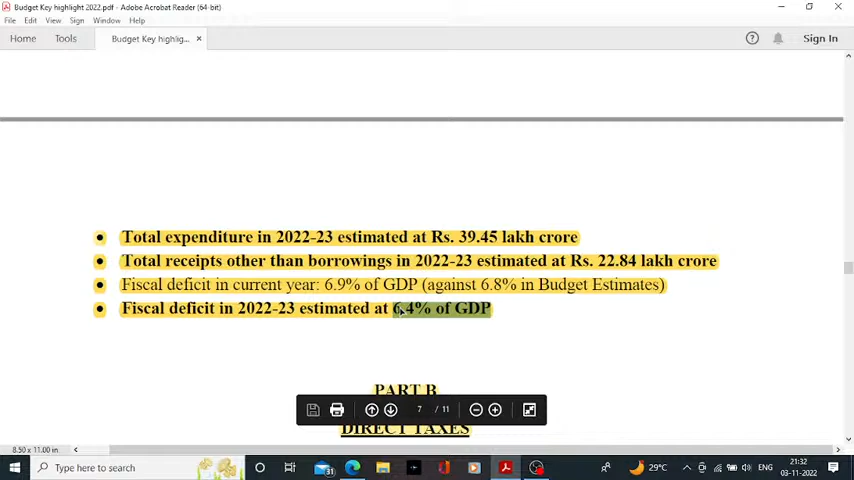 Budget Key highlight 2022.pdf - Adobe Acrobat Reader (64-bit)
File Edit View Sign Window Help
Home Tools Budget Key highlig... × Sign In
• Total expenditure in 2022-23 estimated at Rs. 39.45 lakh crore
• Total receipts other than borrowings in 2022-23 estimated at Rs. 22.84 lakh crore
• Fiscal deficit in current year: 6.9% of GDP (against 6.8% in Budget Estimates)
• Fiscal deficit in 2022-23 estimated at 6.4% of GDP
PART B
7 / 11
DIRECT TAXES
8.50 x 11.00 in
Type here to search 31 29°C ENG 21:32
03-11-2022